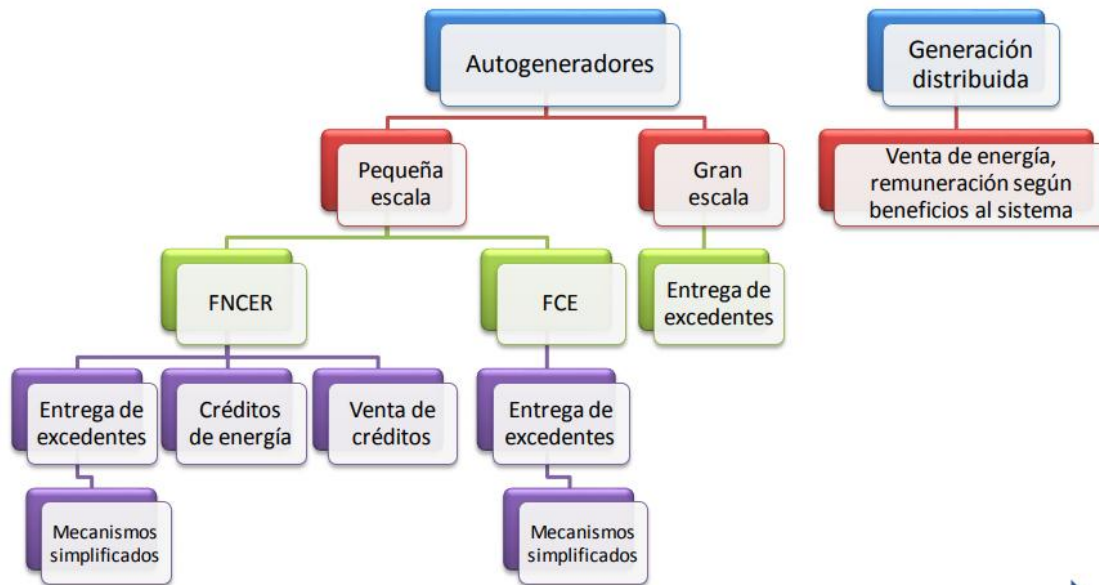 Autogeneradores
Generación
distribuida
Pequeña
escala
Gran
escala
Venta de energía,
remuneración según
beneficios al sistema
FNCER
FCE
Entrega de
excedentes
Entrega de
excedentes
Créditos
de energía
Venta de
créditos
Entrega de
excedentes
Mecanismos
simplificados
Mecanismos
simplificados